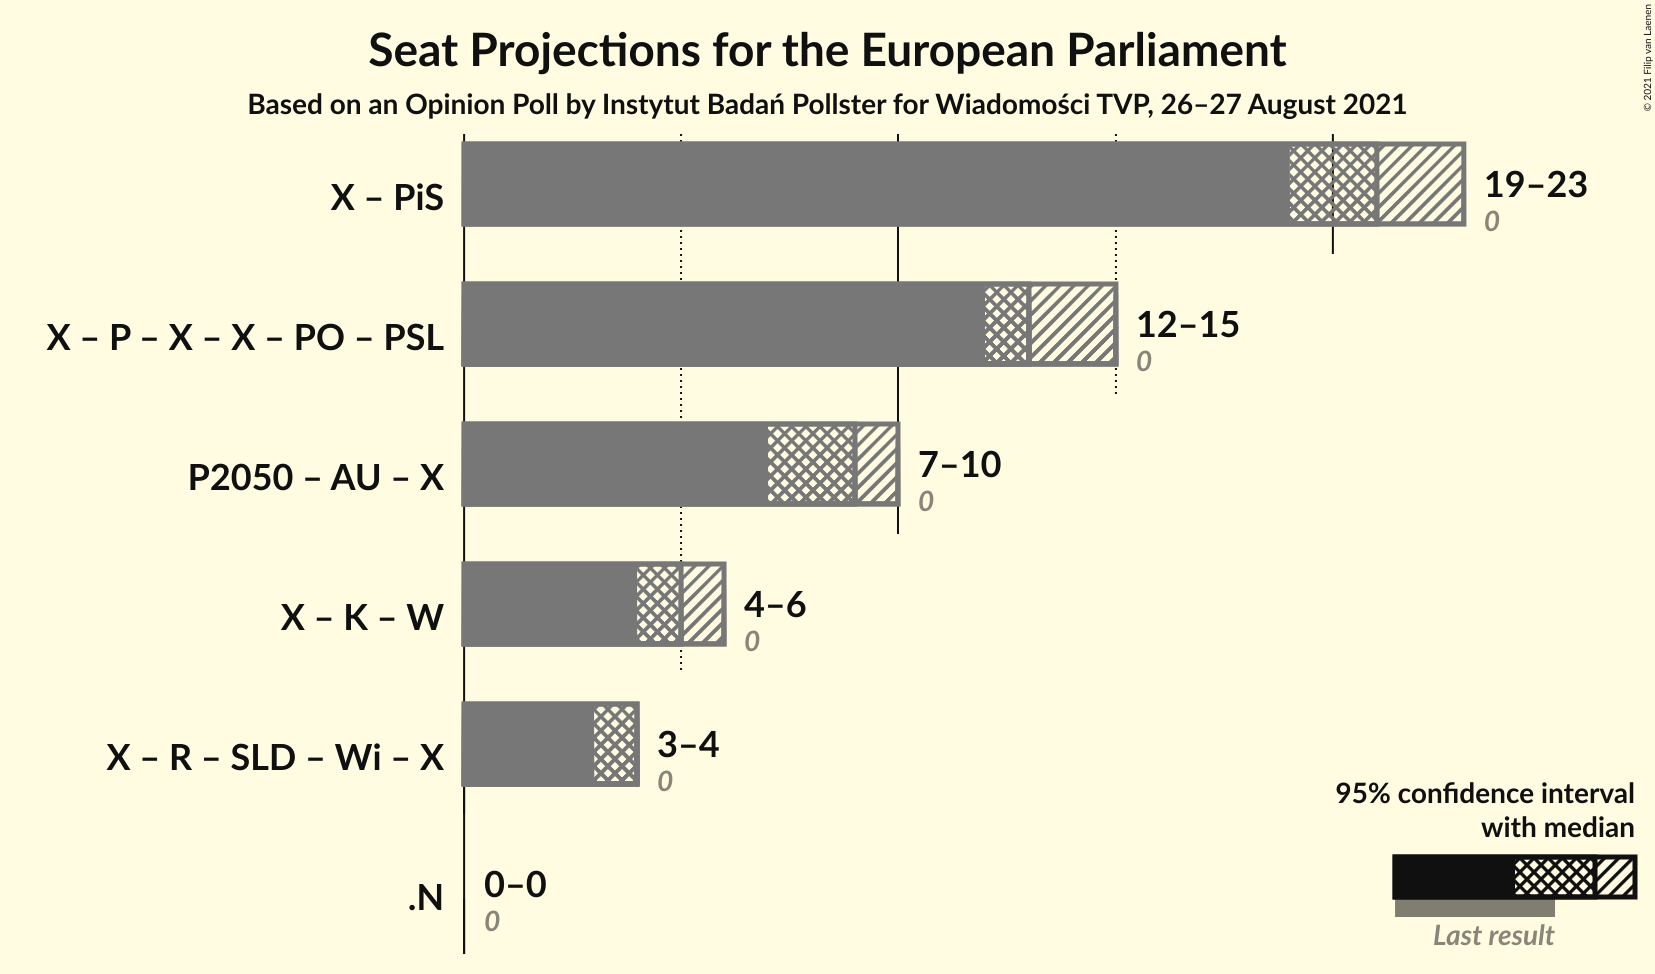 Seat Projections for the European Parliament
Based on an Opinion Poll by Instytut Badań Pollster for Wiadomości TVP, 26–27 August 2021
© 2021 Filip van Laenen
X – PiS
19–23
0
X – P – X – X – PO – PSL
12–15
0
P2050 – AU – X
7–10
0
X – K – W
4–6
0
X – R – SLD – Wi – X
3–4
0
.N
0–0
0
95% confidence interval
with median
Last result